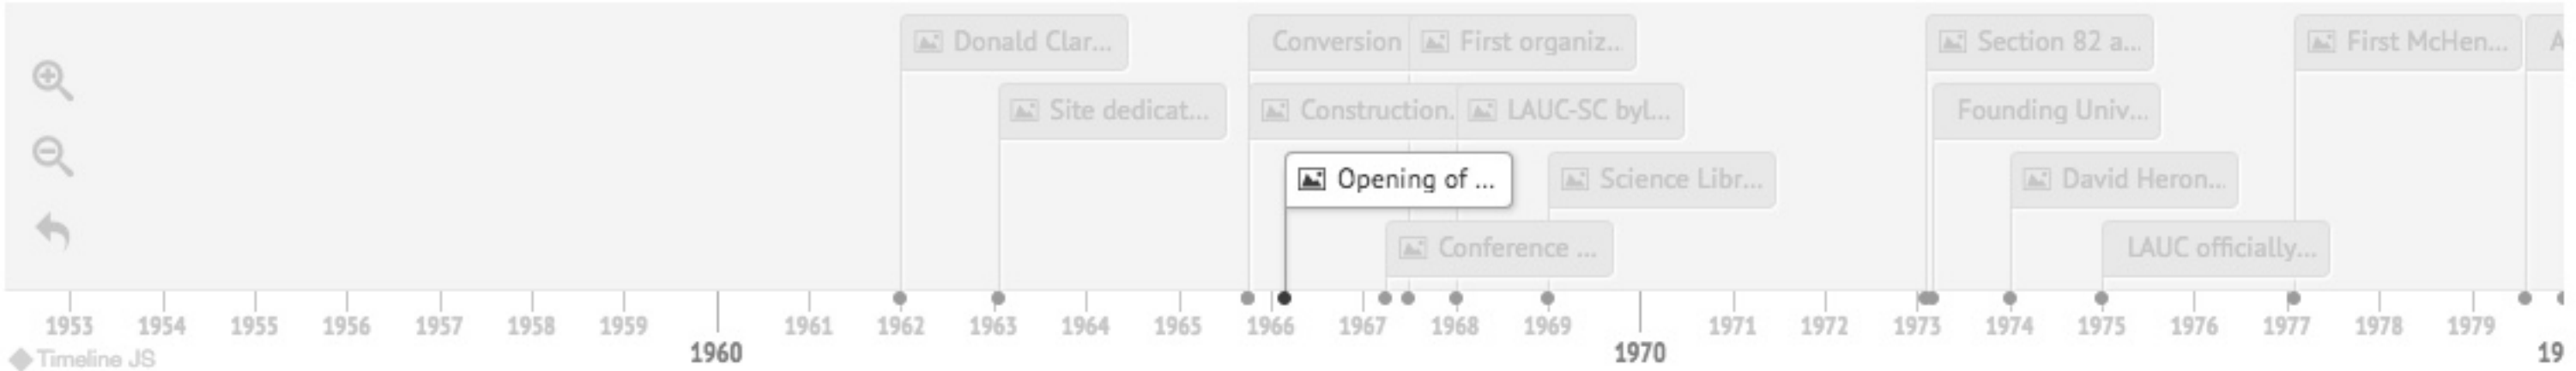 Donald Clar...
Conversion
First organiz...
Section 82 a...
First McHen...
A
Site dedicat...
Construction.
LAUC-SC byl...
Founding Univ...
Opening of ...
Science Libr...
David Heron...
Conference ...
LAUC officially...
1953 1954 1955 1956 1957 1958 1959 1961 1962 1963 1964 1965 1966 1967 1968 1969 1971 1972 1973 1974 1975 1976 1977 1978 1979
Timeline JS
1960 1970 19